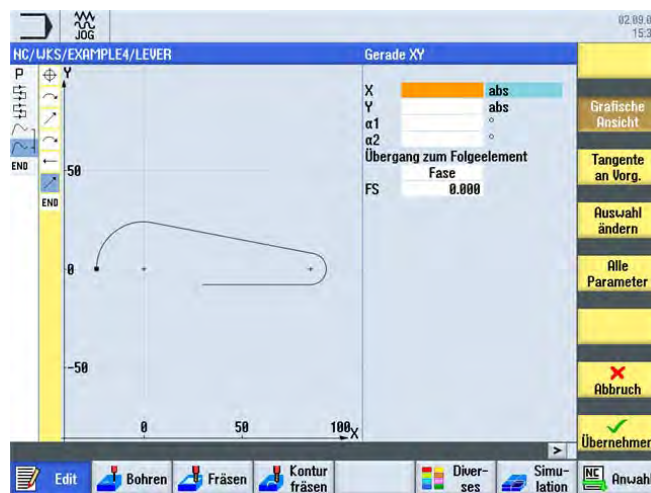 JOG
02.09.0
15:3
NC/WKS/EXAMPLE4/LEVER
Gerade XY
P
Y
END
END
50
0
-50
0
50
100
X
X abs
Y abs
α1 °
α2 °
Übergang zum Folgeelement
Fase
FS 0.000
Grafische
Ansicht
Tangente
an Vorg.
Auswahl
ändern
Alle
Parameter
Abbruch
Übernehmen
>
Edit
Bohren
Fräsen
Kontur
fräsen
Diver-
ses
Simu-
lation
NC
Anwahl